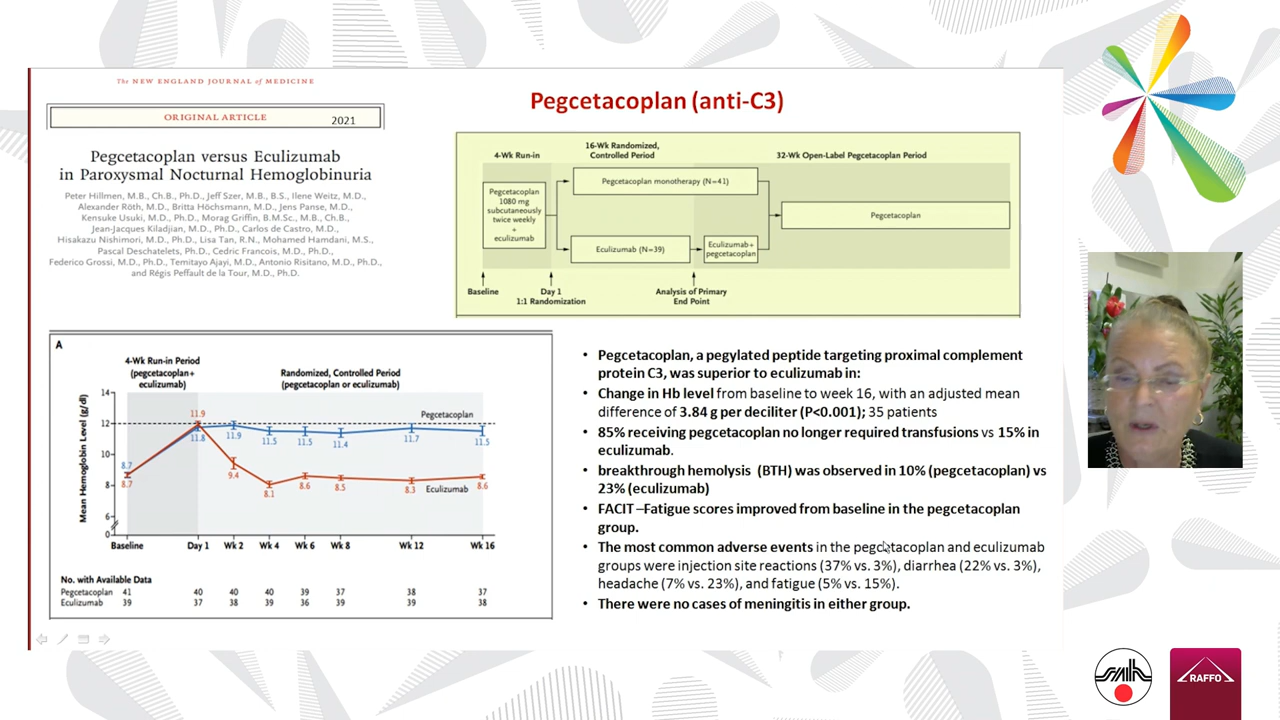 The NEW ENGLAND JOURNAL of MEDICINE
ORIGINAL ARTICLE 2021
Pegcetacoplan versus Eculizumab
in Paroxysmal Nocturnal Hemoglobinuria
Peter Hillmen, M.B., Ch.B., Ph.D., Jeff Szer, M.B., B.S., Ilene Weitz, M.D.,
Alexander Röth, M.D., Britta Höchsmann, M.D., Jens Panse, M.D.,
Kensuke Usuki, M.D., Ph.D., Morag Griffin, B.M.Sc., M.B., Ch.B.,
Jean-Jacques Kiladjian, M.D., Ph.D., Carlos de Castro, M.D.,
Hisakazu Nishimori, M.D., Ph.D., Lisa Tan, R.N., Mohamed Hamdani, M.S.,
Pascal Deschatelets, Ph.D., Cedric Francois, M.D., Ph.D.,
Federico Grossi, M.D., Ph.D., Temitayo Ajayi, M.D., Antonio Risitano, M.D., Ph.D.,
and Régis Peffault de la Tour, M.D., Ph.D.
Pegcetacoplan (anti-C3)
4-Wk Run-in
16-Wk Randomized,
Controlled Period
32-Wk Open-Label Pegcetacoplan Period
Pegcetacoplan
1080 mg
subcutaneously
twice weekly
+
eculizumab
Pegcetacoplan monotherapy (N=41)
Eculizumab (N=39)
Eculizumab+
pegcetacoplan
Pegcetacoplan
Baseline
Day 1
1:1 Randomization
Analysis of Primary
End Point
A
4-Wk Run-in Period
(pegcetacoplan+
eculizumab)
Randomized, Controlled Period
(pegcetacoplan or eculizumab)
Mean Hemoglobin Level (g/dl)
14
12
10
8
6
0
Pegcetacoplan
11.9
11.8 11.9 11.5 11.5 11.4 11.7 11.5
8.7
8.7
9.4 8.1 8.6 8.5 8.3 8.6
Eculizumab
Baseline Day 1 Wk 2 Wk 4 Wk 6 Wk 8 Wk 12 Wk 16
No. with Available Data
Pegcetacoplan 41 40 40 40 39 37 38 37
Eculizumab 39 37 38 39 36 39 39 38
• Pegcetacoplan, a pegylated peptide targeting proximal complement
protein C3, was superior to eculizumab in:
• Change in Hb level from baseline to week 16, with an adjusted mean
difference of 3.84 g per deciliter (P<0.001); 35 patients
• 85% receiving pegcetacoplan no longer required transfusions vs 15% in
eculizumab.
• breakthrough hemolysis (BTH) was observed in 10% (pegcetacoplan) vs
23% (eculizumab)
• FACIT –Fatigue scores improved from baseline in the pegcetacoplan
group.
• The most common adverse events in the pegcetacoplan and eculizumab
groups were injection site reactions (37% vs. 3%), diarrhea (22% vs. 3%),
headache (7% vs. 23%), and fatigue (5% vs. 15%).
• There were no cases of meningitis in either group.
RAFFO